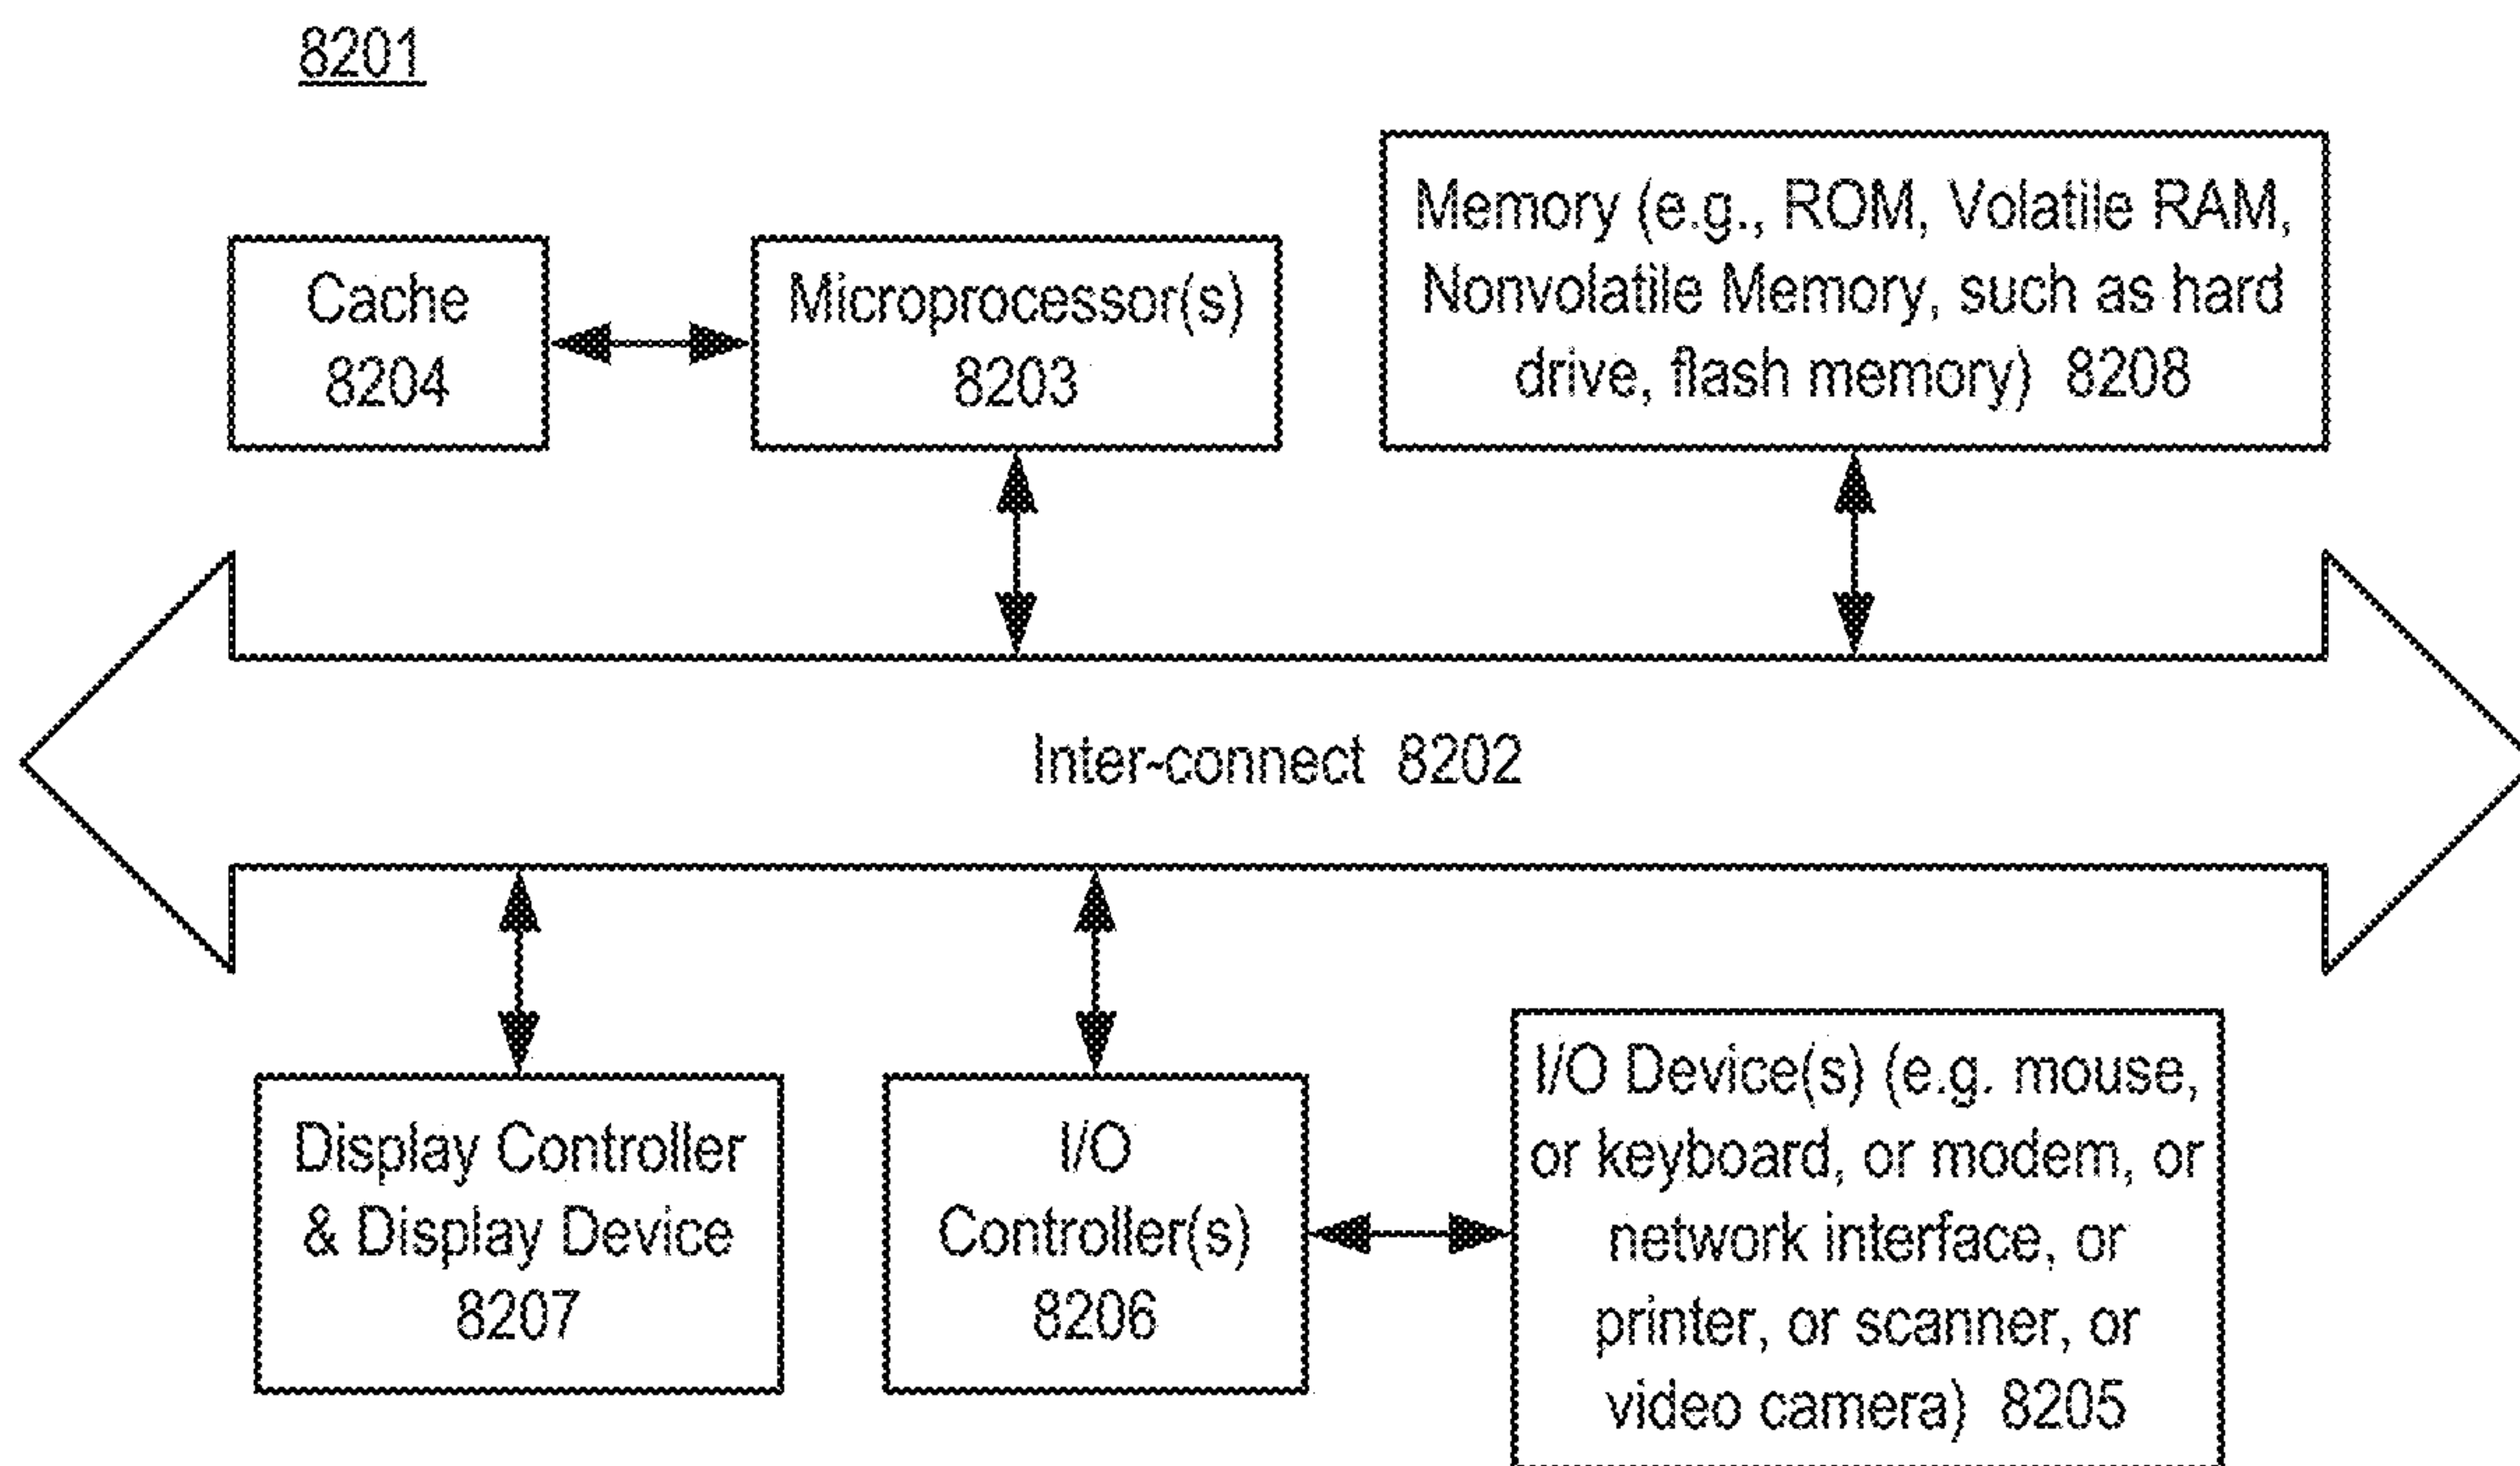 8201
Cache
8204
Microprocessor(s)
8203
Memory (e.g., ROM, Volatile RAM,
Nonvolatile Memory, such as hard
drive, flash memory) 8208
Inter-connect 8202
Display Controller
& Display Device
8207
I/O
Controller(s)
8206
I/O Device(s) (e.g. mouse,
or keyboard, or modem, or
network interface, or
printer, or scanner, or
video camera) 8205